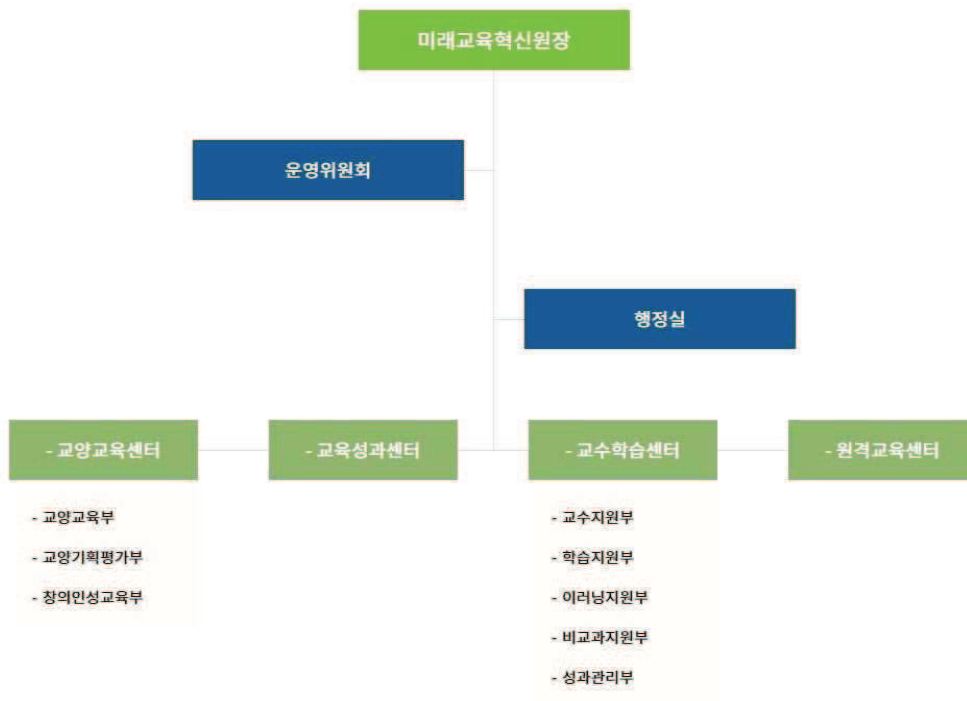 미래교육혁신원장
운영위원회
행정실
- 교양교육센터
- 교육성과센터
- 교수학습센터
- 원격교육센터
- 교양교육부
- 교양기획평가부
- 창의인성교육부
- 교수지원부
- 학습지원부
- 이러닝지원부
- 비교과지원부
- 성과관리부